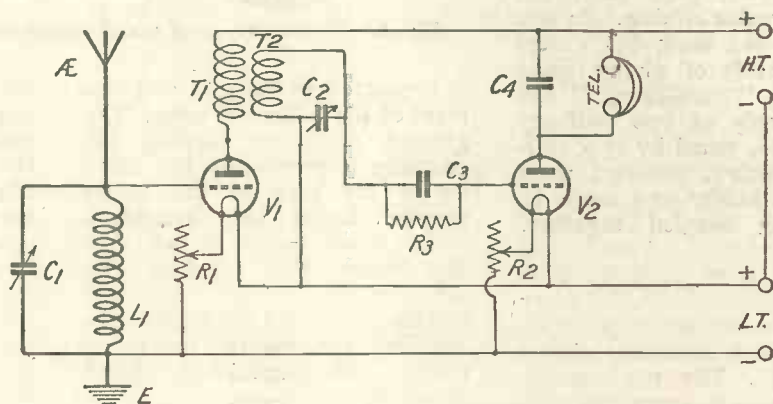 Æ
T1
T2
C2
C4
TEL.
+
H.T.
-
C3
V1
V2
R3
C1
L1
R1
R2
+
L.T.
-
E